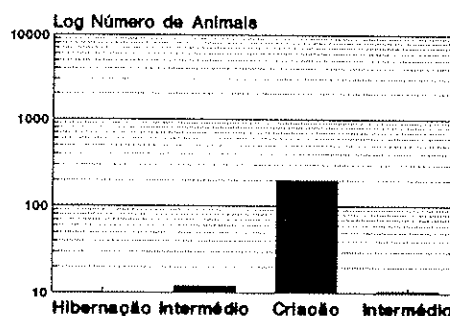 Log Número de Animais
10000
1000
100
10
Hibernação Intermédio Criação Intermédio